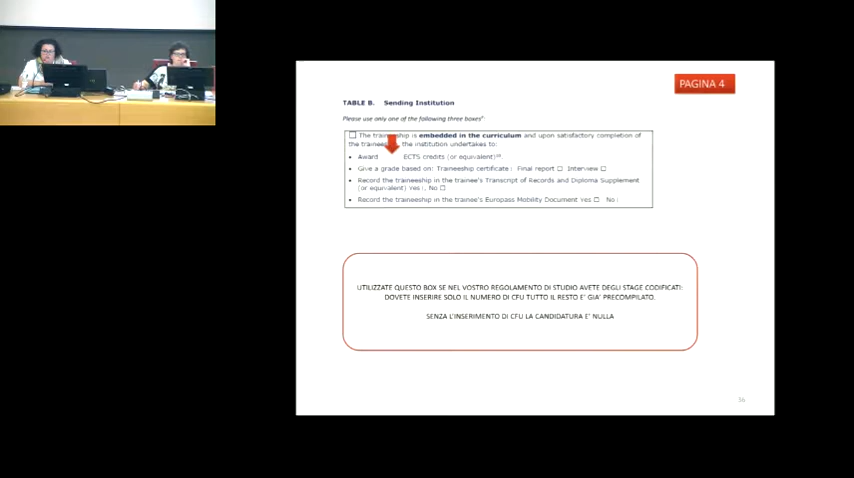 PAGINA 4
TABLE B. Sending Institution
Please use only one of the following three boxes⁹:
☐ The traineeship is embedded in the curriculum and upon satisfactory completion of
the traineeship, the institution undertakes to:
• Award ECTS credits (or equivalent)¹⁰.
• Give a grade based on: Traineeship certificate Final report ☐ Interview ☐
• Record the traineeship in the trainee's Transcript of Records and Diploma Supplement
(or equivalent) Yes No ☐
• Record the traineeship in the trainee's Europass Mobility Document Yes ☐ No
UTILIZZATE QUESTO BOX SE NEL VOSTRO REGOLAMENTO DI STUDIO AVETE DEGLI STAGE CODIFICATI:
DOVETE INSERIRE SOLO IL NUMERO DI CFU TUTTO IL RESTO E' GIA' PRECOMPILATO.
SENZA L'INSERIMENTO DI CFU LA CANDIDATURA E' NULLA
36